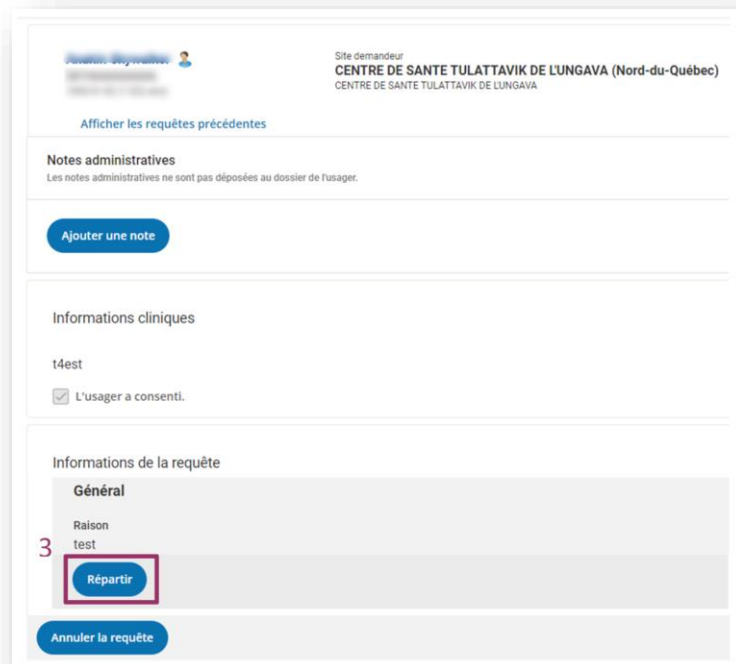 Site demandeur
CENTRE DE SANTE TULATTAVIK DE L'UNGAVA (Nord-du-Québec)
CENTRE DE SANTE TULATTAVIK DE L'UNGAVA
Afficher les requêtes précédentes
Notes administratives
Les notes administratives ne sont pas déposées au dossier de l'usager.
Ajouter une note
Informations cliniques
t4est
L'usager a consenti.
Informations de la requête
Général
Raison
3 test
Répartir
Annuler la requête